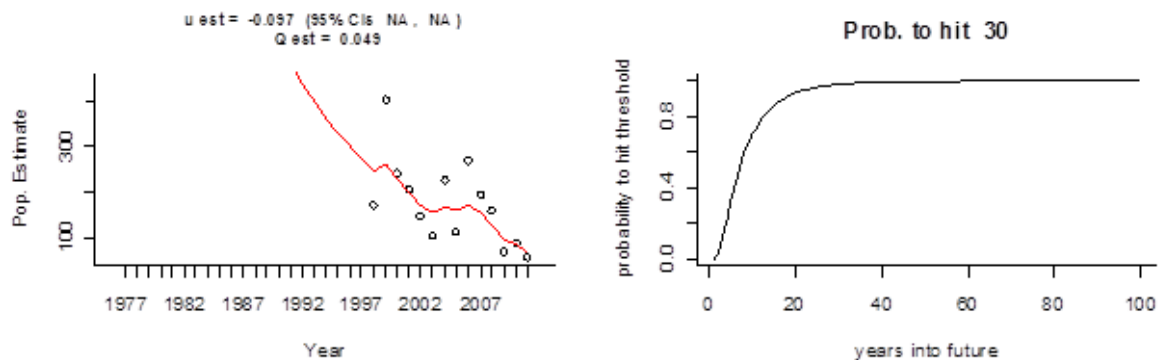 u est = -0.097 (95% CIs NA , NA )
Q est = 0.049
Pop. Estimate
300
100
1977 1982 1987 1992 1997 2002 2007
Year
Prob. to hit 30
probability to hit threshold
0.8
0.4
0.0
0 20 40 60 80 100
years into future